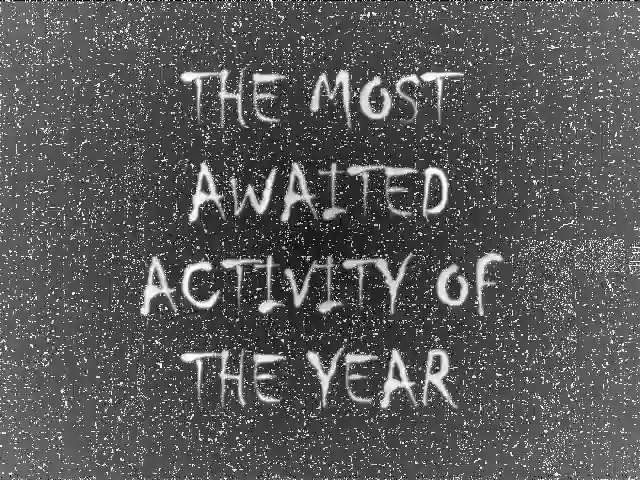 THE MOST
AWAITED
ACTIVITY OF
THE YEAR